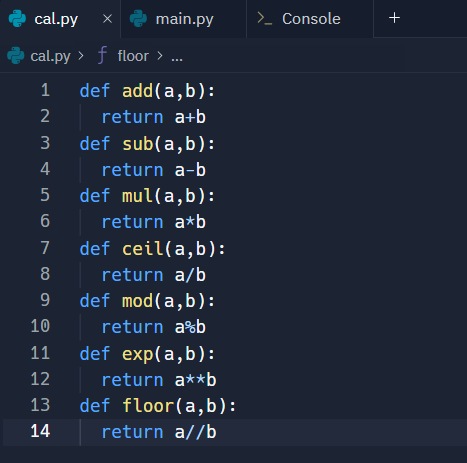 cal.py × main.py >_ Console +
cal.py > ƒ floor > ...
1 def add(a,b):
2   return a+b
3 def sub(a,b):
4   return a-b
5 def mul(a,b):
6   return a*b
7 def ceil(a,b):
8   return a/b
9 def mod(a,b):
10   return a%b
11 def exp(a,b):
12   return a**b
13 def floor(a,b):
14   return a//b